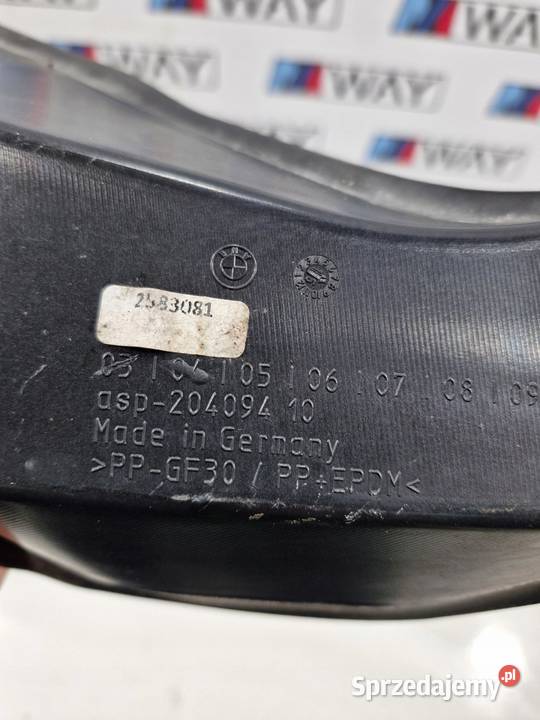 WAY
WAY
WAY
WAY
WAY
BMW
2583081
03 | 04 | 05 | 06 | 07 08 | 09
asp-204094 10
Made in Germany
>PP-GF30 / PP+EPDM<
Sprzedajemy.pl